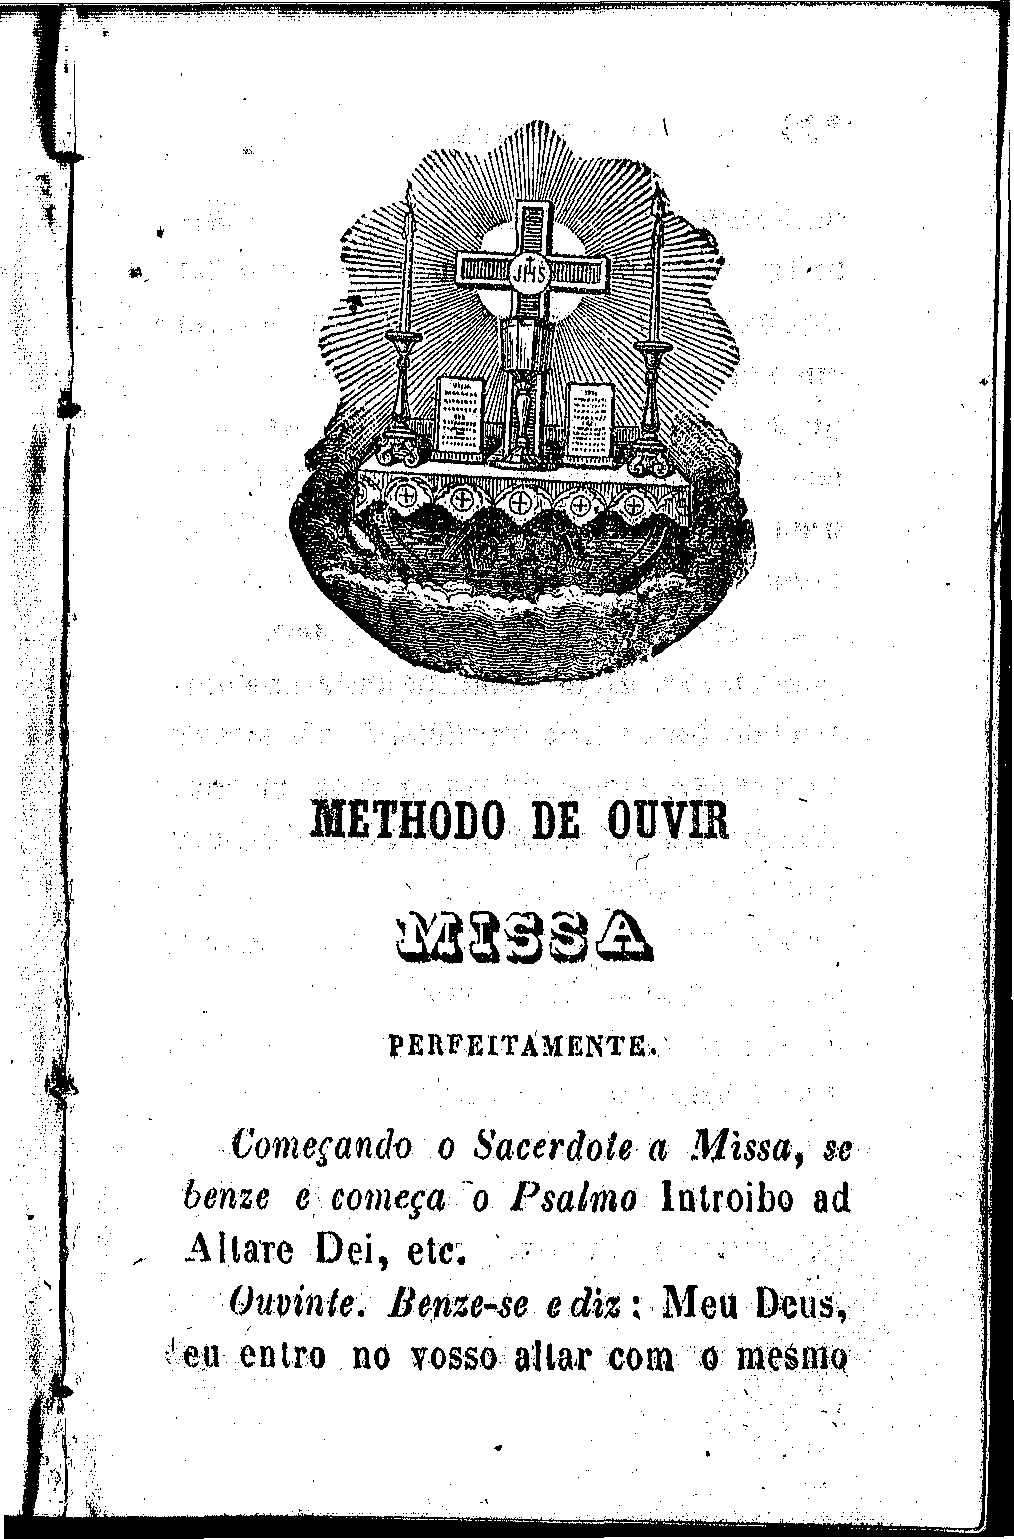 JHS
METHODO DE OUVIR
MISSA
PERFEITAMENTE.
Começando o Sacerdote a Missa, se
benze e começa o Psalmo Introibo ad
Altare Dei, etc.
Ouvinte. Benze-se e diz: Meu Deus,
eu entro no vosso altar com o mesmo